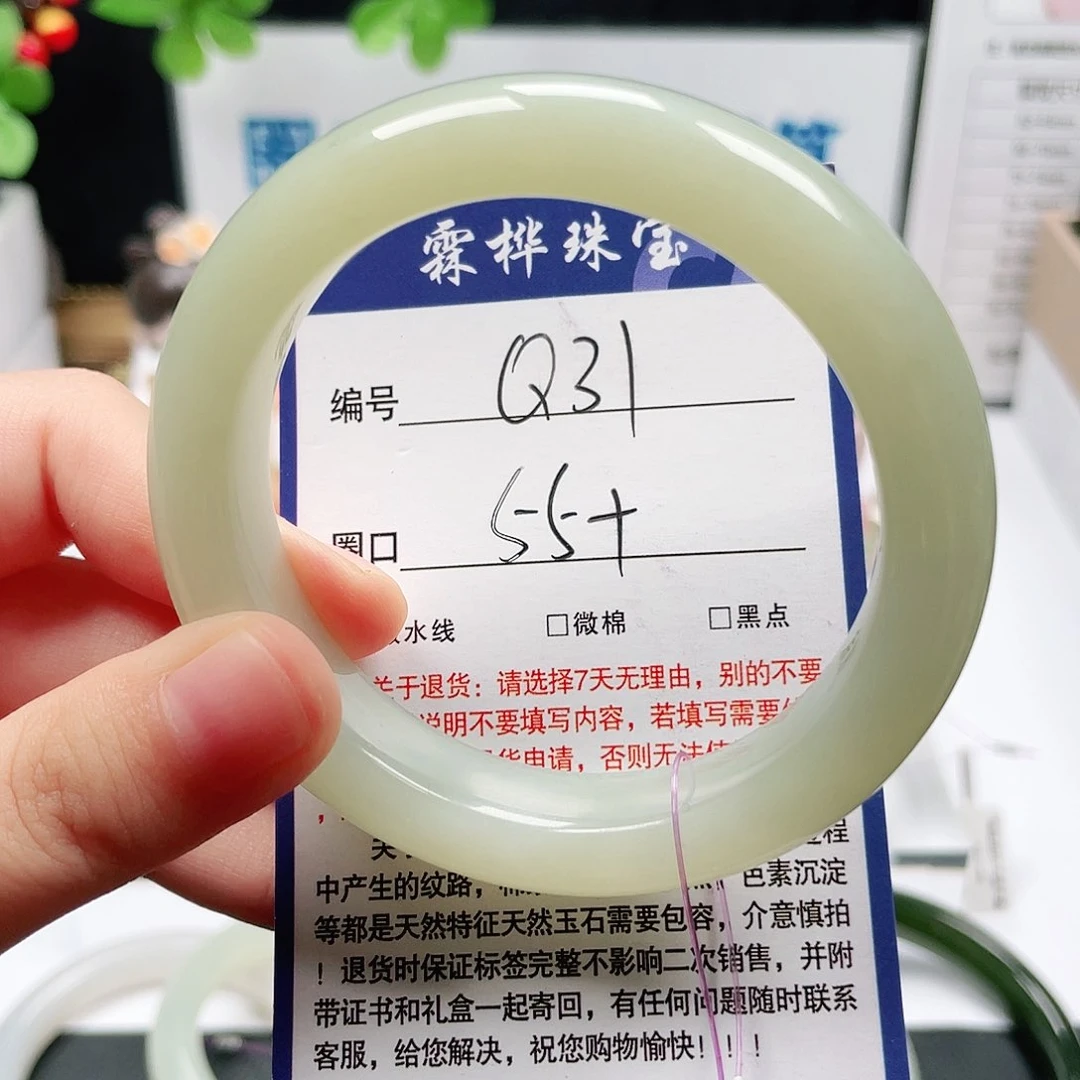 霖桦珠宝
编号 Q31
圈口 55+
水线 □微棉 □黑点
关于退货：请选择7天无理由，别的不要
说明不要填写内容，若填写需要
申请，否则无法
中产生的纹路，
色素沉淀
等都是天然特征天然玉石需要包容，介意慎拍
！退货时保证标签完整不影响二次销售，并附
带证书和礼盒一起寄回，有任何问题随时联系
客服，给您解决，祝您购物愉快！！！